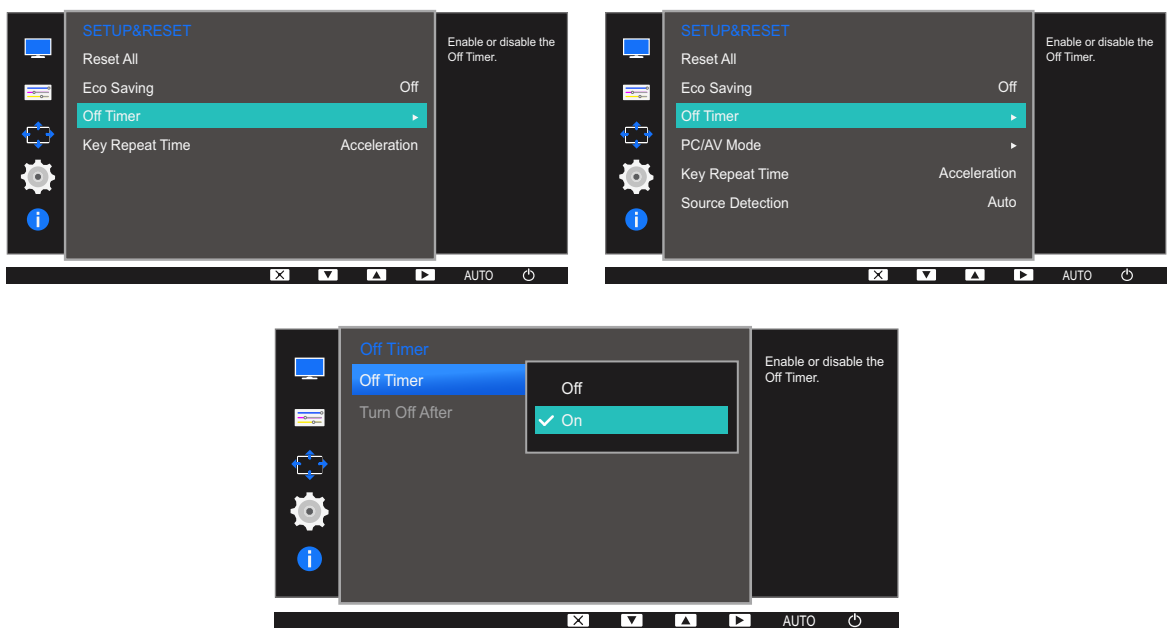 SETUP&RESET
Reset All
Eco Saving Off
Off Timer
Key Repeat Time Acceleration
Enable or disable the
Off Timer.
AUTO
SETUP&RESET
Reset All
Eco Saving Off
Off Timer
PC/AV Mode
Key Repeat Time Acceleration
Source Detection Auto
Enable or disable the
Off Timer.
AUTO
Off Timer
Off Timer
Turn Off After
Off
On
Enable or disable the
Off Timer.
AUTO